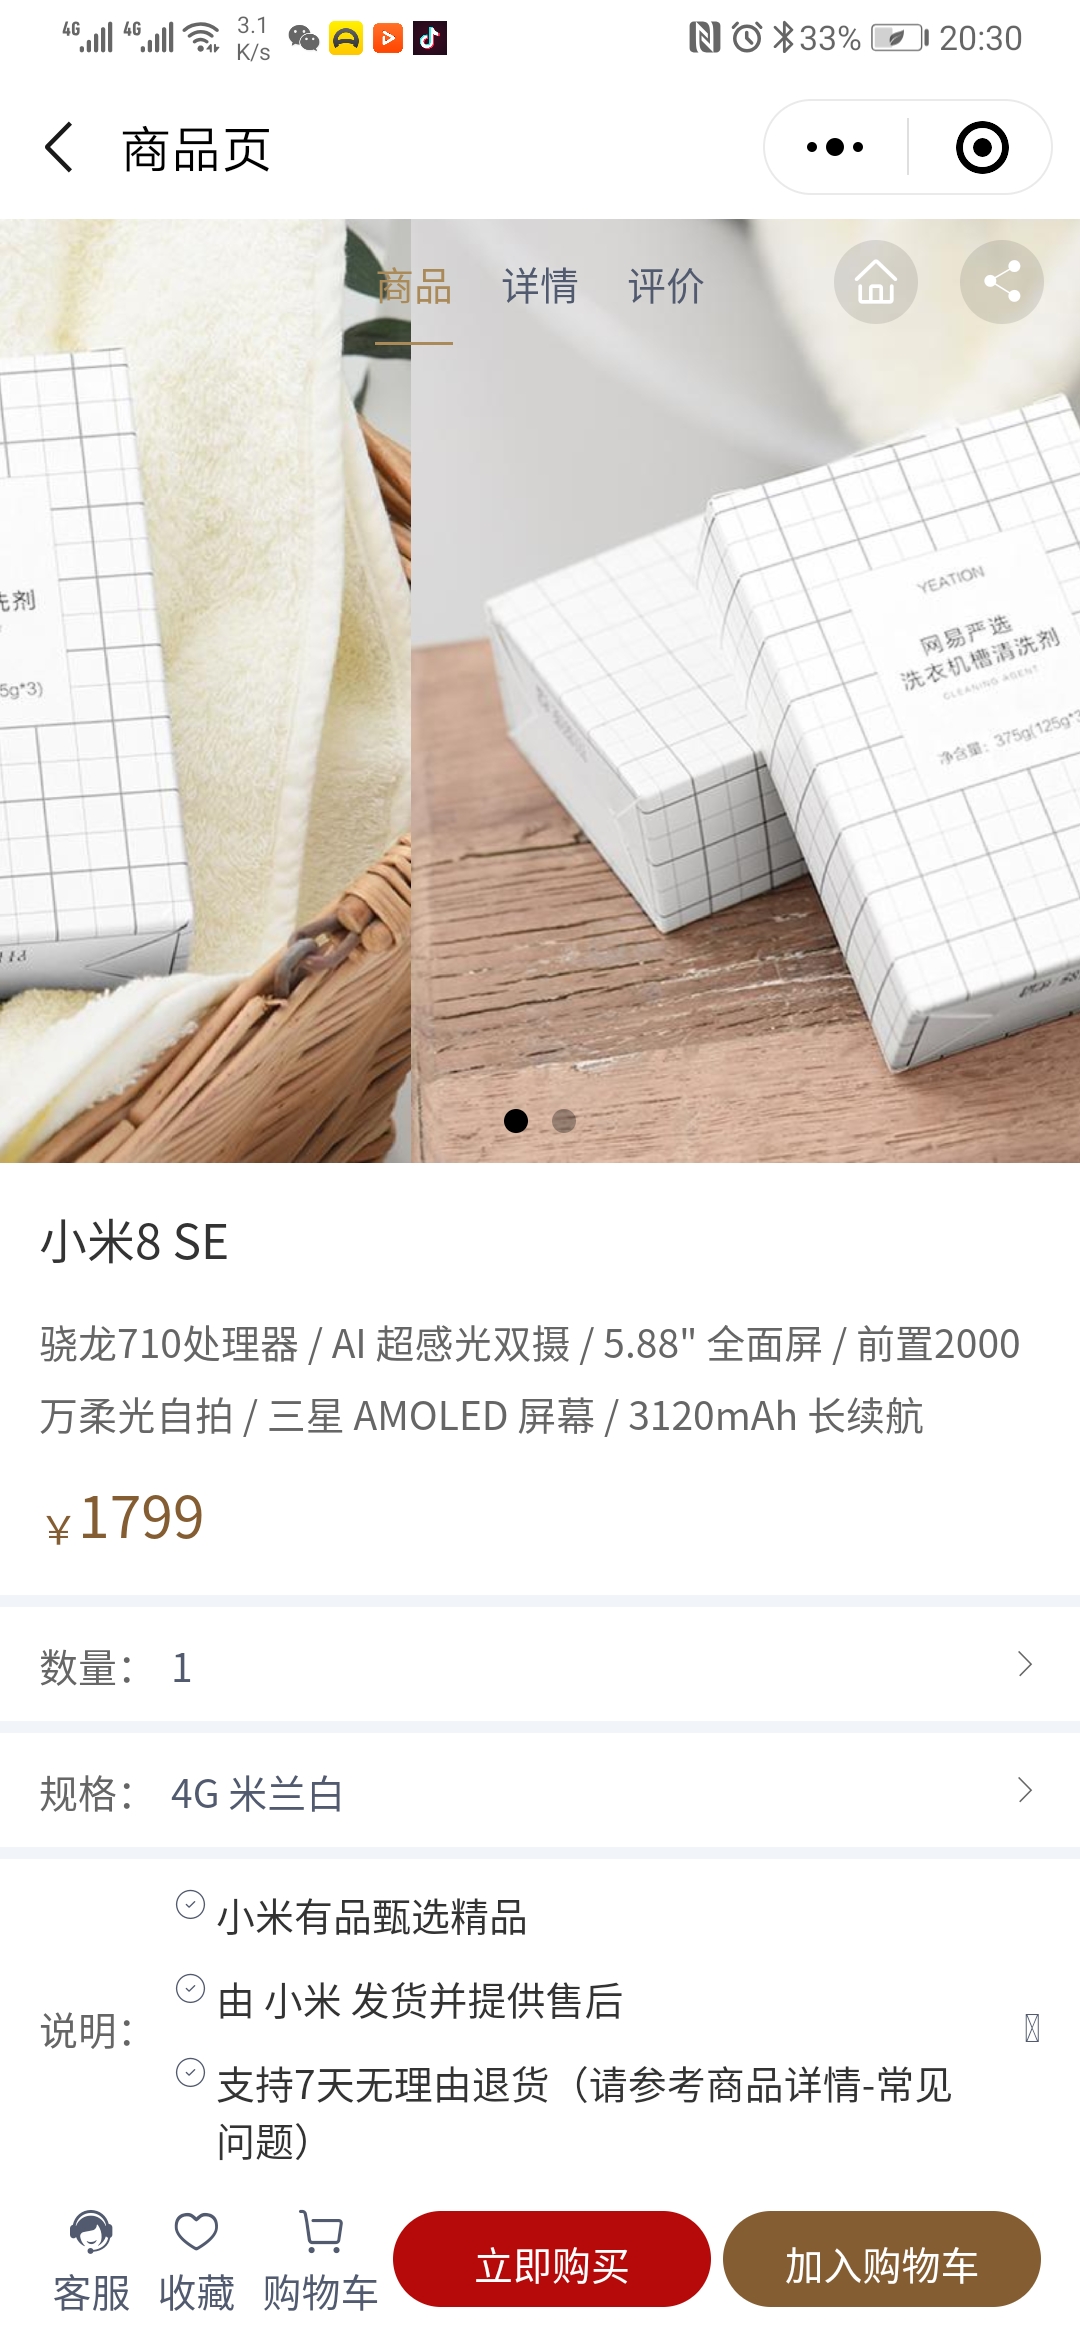 4G 4G 3.1 K/s 33% 20:30
商品页
商品 详情 评价
洗剂
5g*3)
YEATION
网易严选
洗衣机槽清洗剂
CLEANING AGENT
净含量：375g(125g*3
小米8 SE
骁龙710处理器 / AI 超感光双摄 / 5.88" 全面屏 / 前置2000
万柔光自拍 / 三星 AMOLED 屏幕 / 3120mAh 长续航
¥1799
数量： 1
规格： 4G 米兰白
小米有品甄选精品
由 小米 发货并提供售后
说明：
支持7天无理由退货（请参考商品详情-常见
问题）
客服 收藏 购物车 立即购买 加入购物车